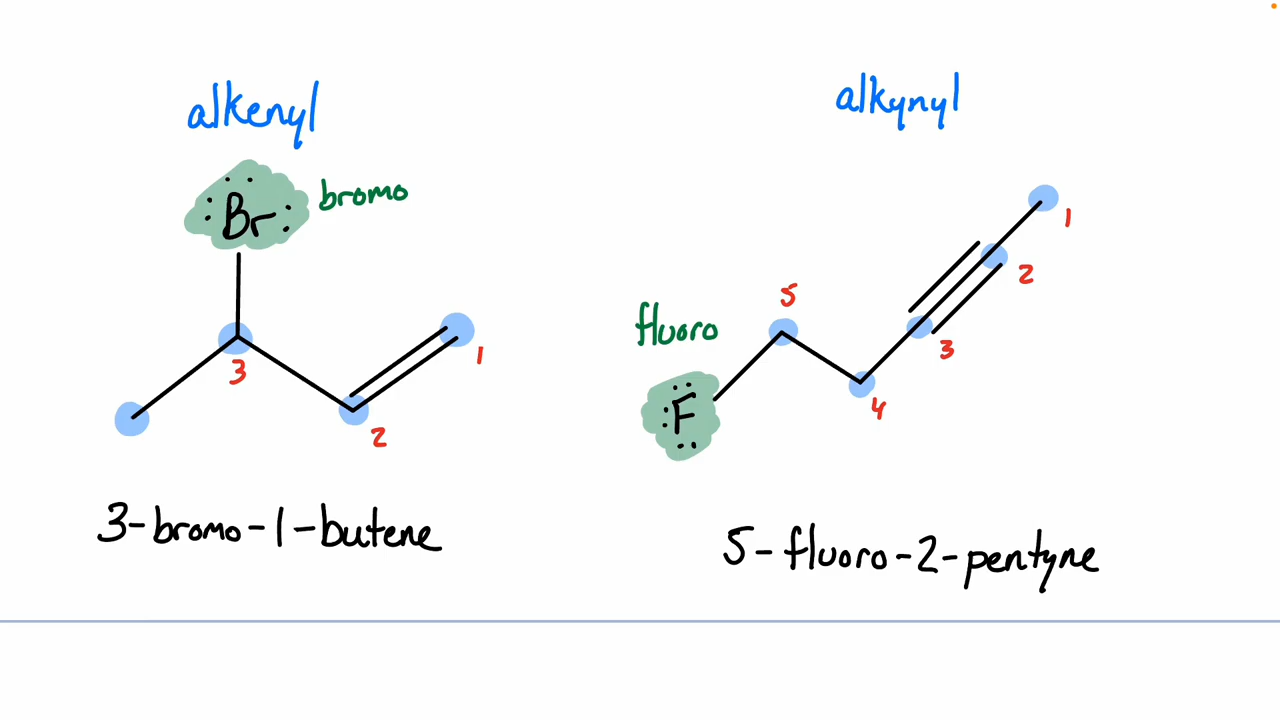 alkenyl
Br
bromo
3
1
2
3-bromo-1-butene
alkynyl
1
2
5
fluoro
3
F
4
5-fluoro-2-pentyne